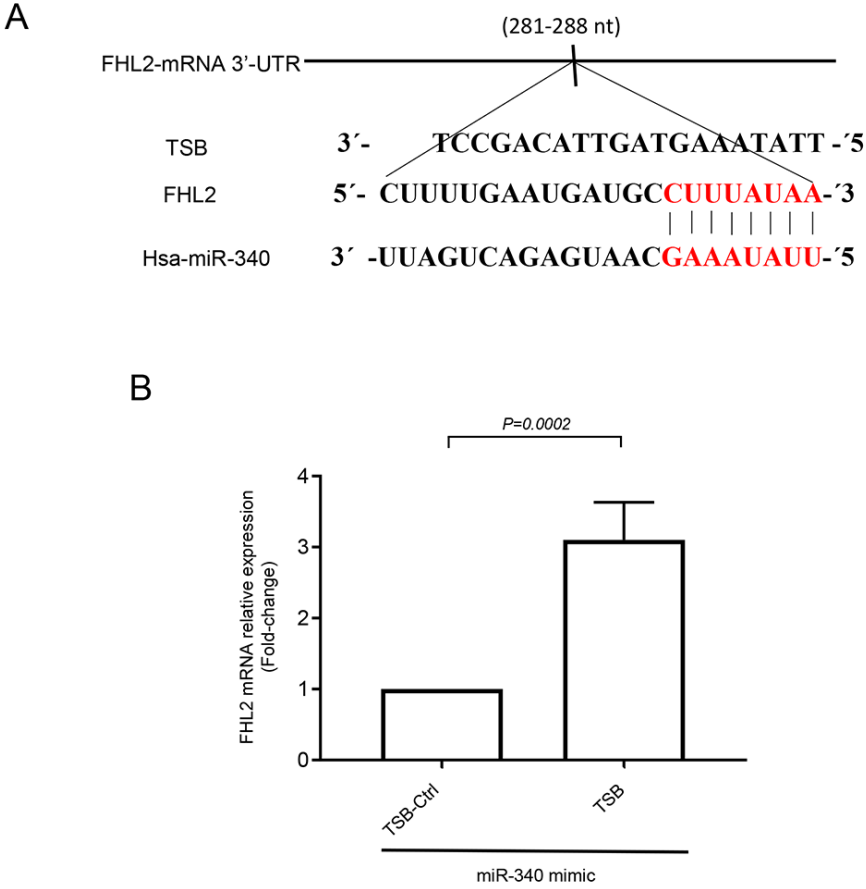 A
(281-288 nt)
FHL2-mRNA 3’-UTR
TSB 3´- TCCGACATTGATGAAATATT -´5
FHL2 5´- CUUUUGAAUGAUGCCUUUAUAA-´3
Hsa-miR-340 3´ -UUAGUCAGAGUAACGAAAUAUU-´5
B
P=0.0002
FHL2 mRNA relative expression
(Fold-change)
4
3
2
1
0
TSB-Ctrl
TSB
miR-340 mimic